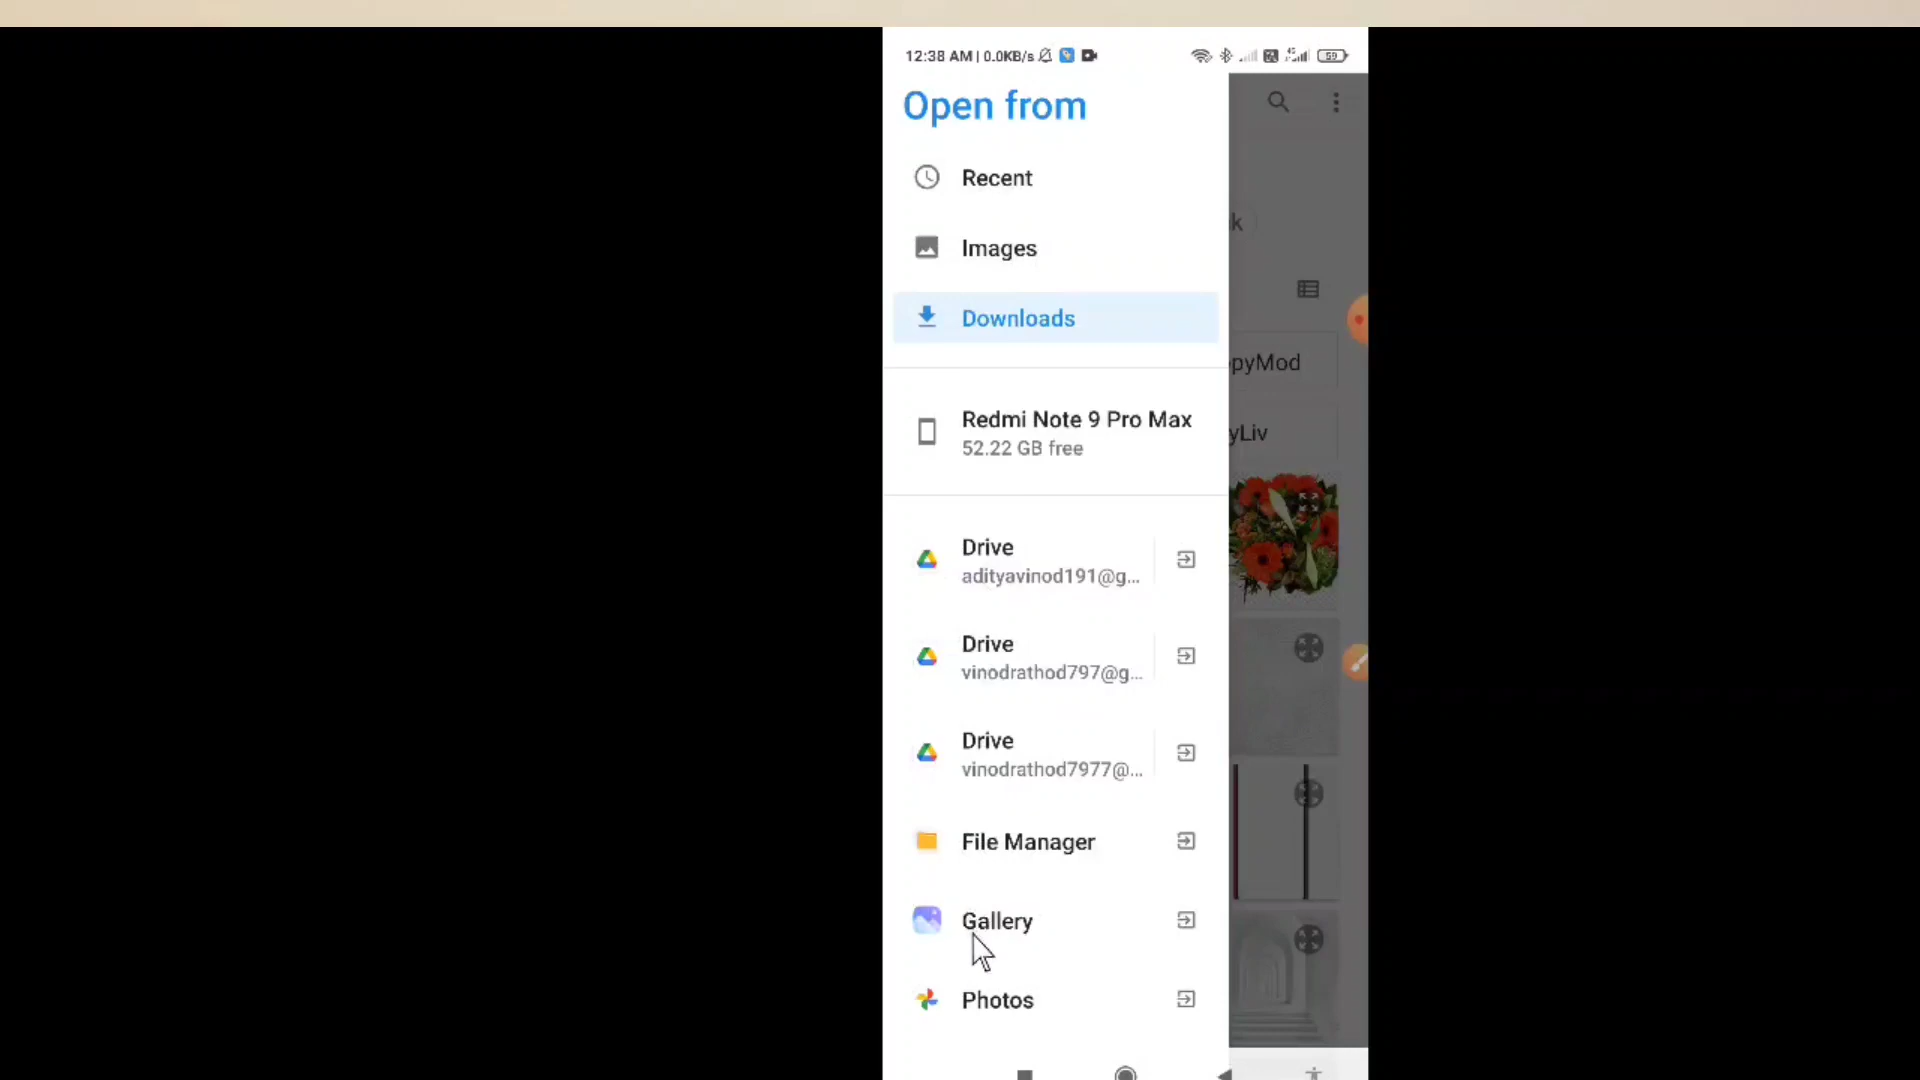 12:38 AM | 0.0KB/s
59
Open from
Recent
Images
Downloads
Redmi Note 9 Pro Max
52.22 GB free
Drive
adityavinod191@g...
Drive
vinodrathod797@g...
Drive
vinodrathod7977@...
File Manager
Gallery
Photos
k
pyMod
yLiv